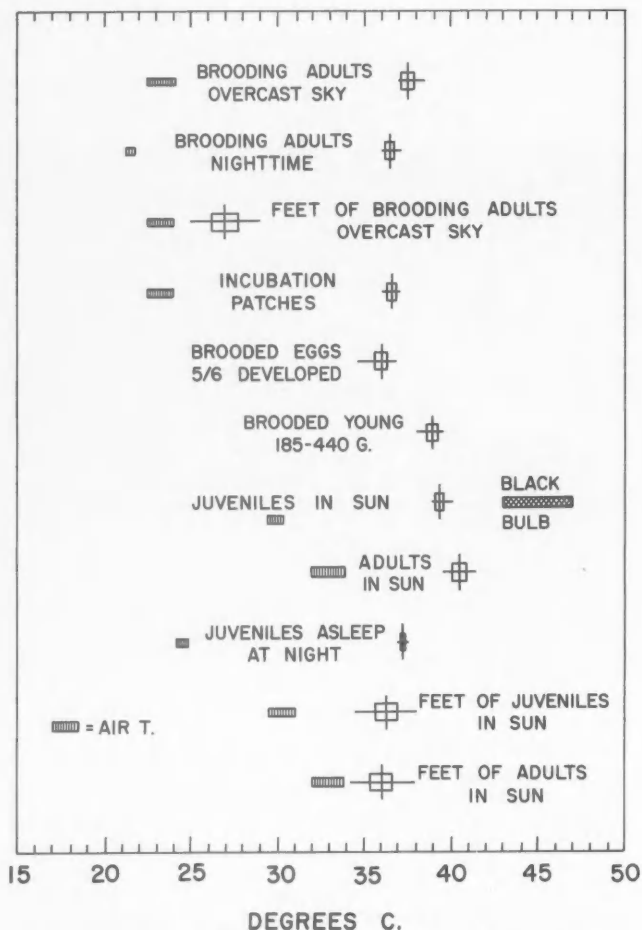 BROODING ADULTS
OVERCAST SKY
BROODING ADULTS
NIGHTTIME
FEET OF BROODING ADULTS
OVERCAST SKY
INCUBATION
PATCHES
BROODED EGGS
5/6 DEVELOPED
BROODED YOUNG
185-440 G.
JUVENILES IN SUN
BLACK
BULB
ADULTS
IN SUN
JUVENILES ASLEEP
AT NIGHT
FEET OF JUVENILES
IN SUN
= AIR T.
FEET OF ADULTS
IN SUN
15 20 25 30 35 40 45 50
DEGREES C.